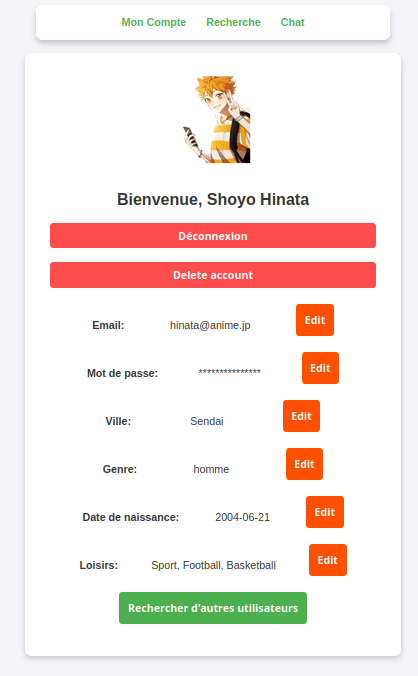 Mon Compte Recherche Chat
Bienvenue, Shoyo Hinata
Déconnexion
Delete account
Email: hinata@anime.jp Edit
Mot de passe: *************** Edit
Ville: Sendai Edit
Genre: homme Edit
Date de naissance: 2004-06-21 Edit
Loisirs: Sport, Football, Basketball Edit
Rechercher d'autres utilisateurs